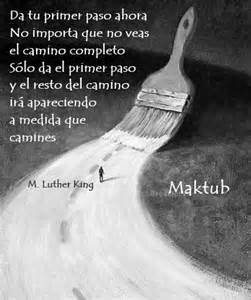 Da tu primer paso ahora
No importa que no veas
el camino completo
Sólo da el primer paso
y el resto del camino
irá apareciendo
a medida que
camines
M. Luther King
Maktub